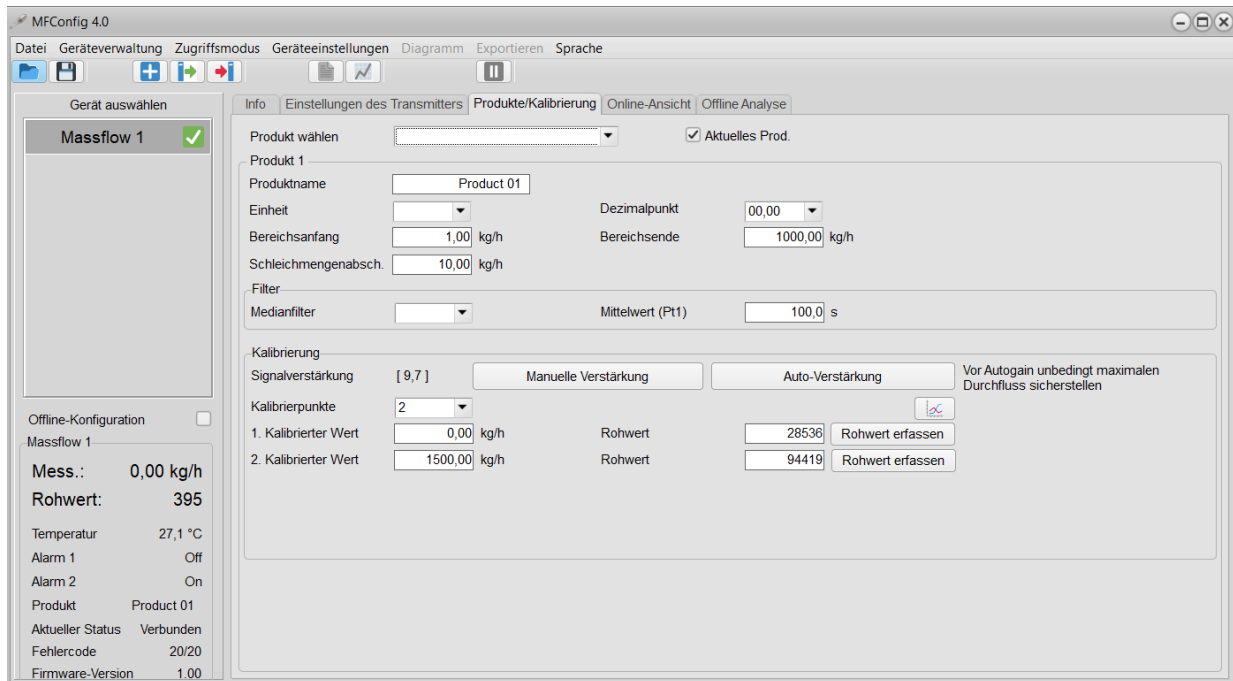 MFConfig 4.0
Datei Geräteverwaltung Zugriffsmodus Geräteeinstellungen Diagramm Exportieren Sprache
Gerät auswählen
Massflow 1
Offline-Konfiguration
Massflow 1
Mess.: 0,00 kg/h
Rohwert: 395
Temperatur 27,1 °C
Alarm 1 Off
Alarm 2 On
Produkt Product 01
Aktueller Status Verbunden
Fehlercode 20/20
Firmware-Version 1.00
Info Einstellungen des Transmitters Produkte/Kalibrierung Online-Ansicht Offline Analyse
Produkt wählen Aktuelles Prod.
Produkt 1
Produktname Product 01
Einheit Dezimalpunkt 00,00
Bereichsanfang 1,00 kg/h Bereichsende 1000,00 kg/h
Schleichmengenabsch. 10,00 kg/h
Filter
Medianfilter Mittelwert (Pt1) 100,0 s
Kalibrierung
Signalverstärkung [ 9,7 ] Manuelle Verstärkung Auto-Verstärkung Vor Autogain unbedingt maximalen
Durchfluss sicherstellen
Kalibrierpunkte 2
1. Kalibrierter Wert 0,00 kg/h Rohwert 28536 Rohwert erfassen
2. Kalibrierter Wert 1500,00 kg/h Rohwert 94419 Rohwert erfassen